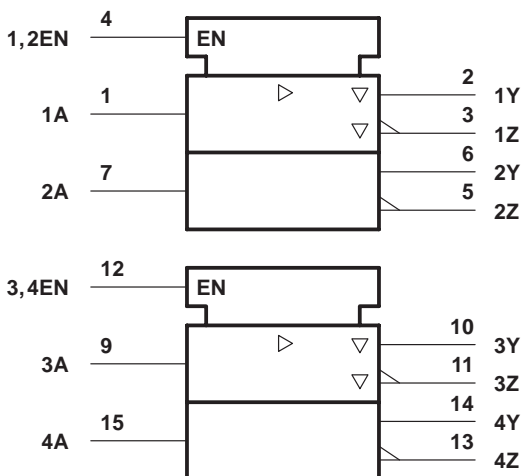 1,2EN 4 EN
1A 1 2 1Y
3 1Z
2A 7 6 2Y
5 2Z
3,4EN 12 EN
3A 9 10 3Y
11 3Z
4A 15 14 4Y
13 4Z